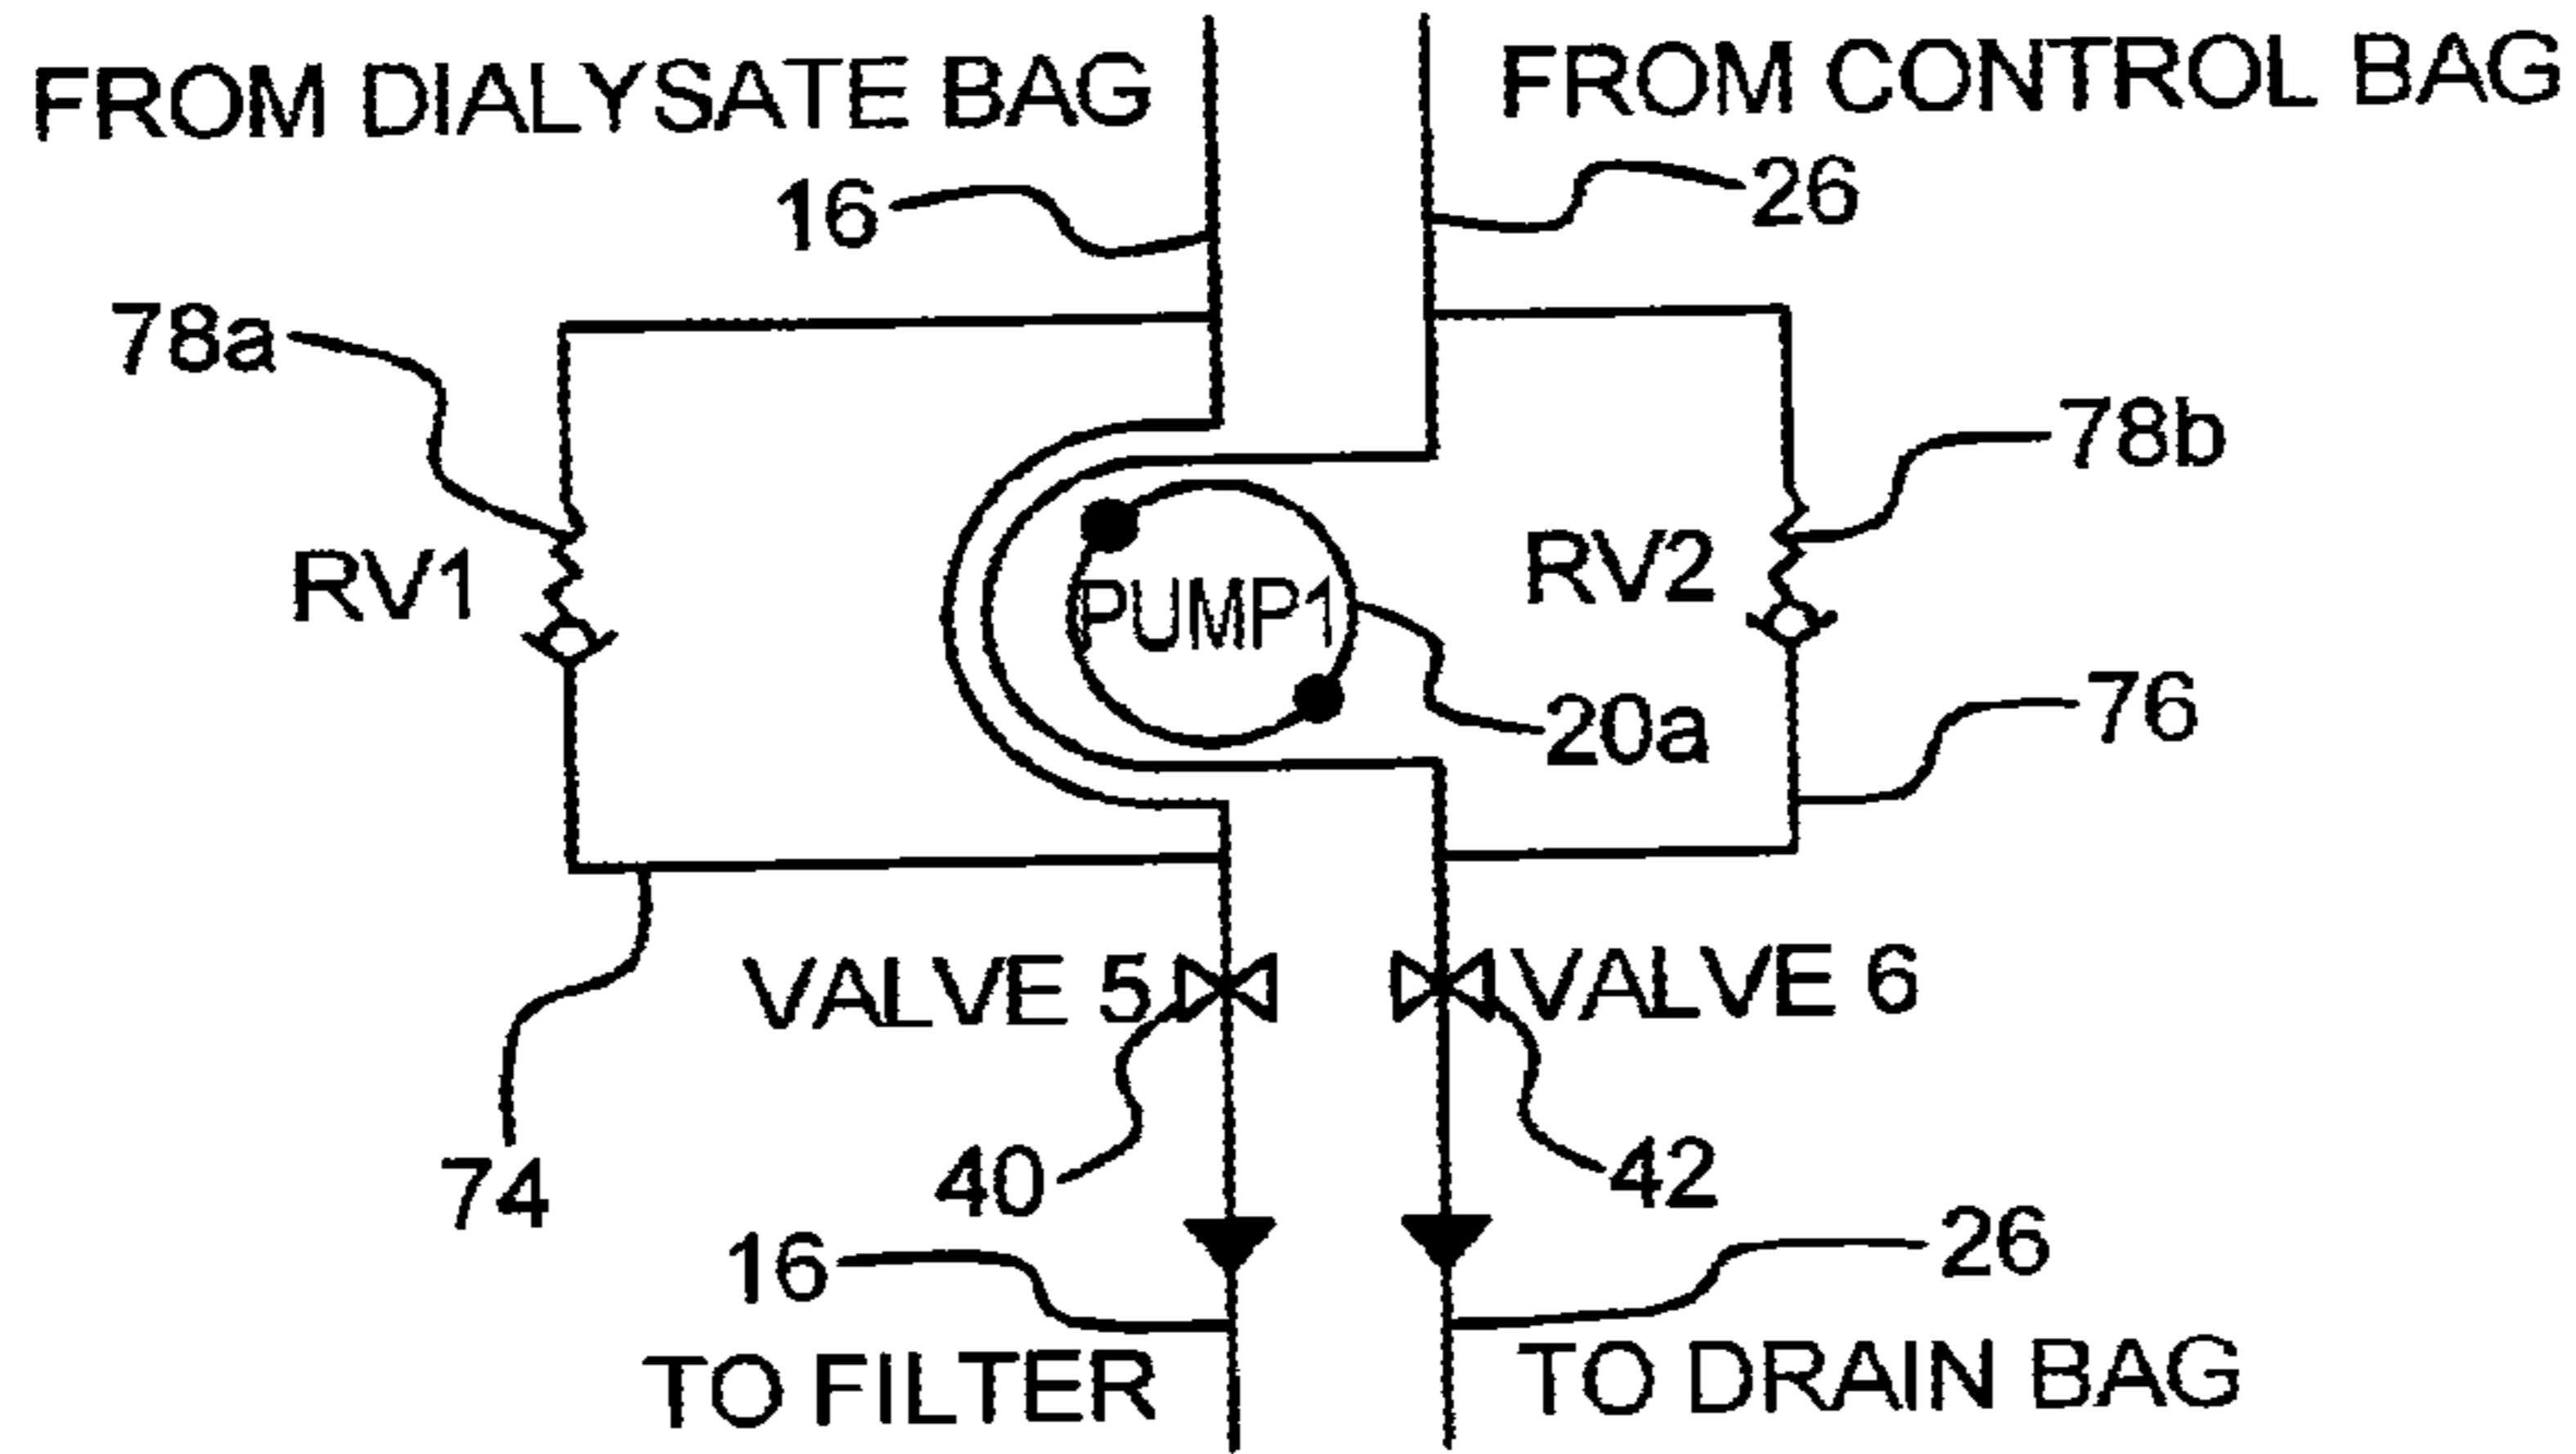 FROM DIALYSATE BAG
FROM CONTROL BAG
16
26
78a
78b
RV1
PUMP1
RV2
20a
76
VALVE 5
VALVE 6
74
40
42
16
26
TO FILTER
TO DRAIN BAG